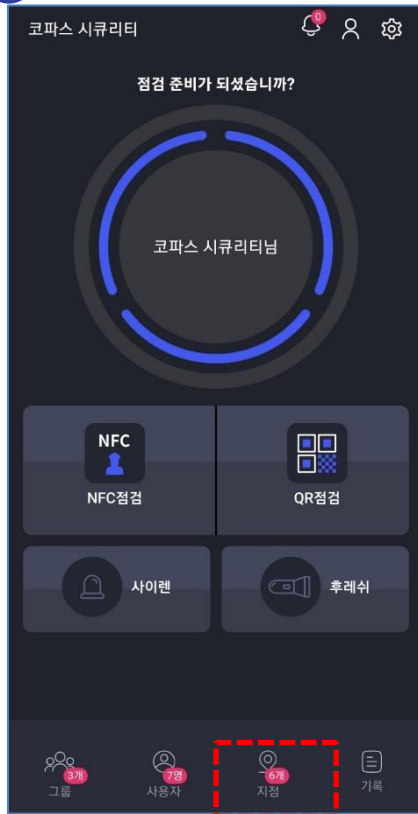 코파스 시큐리티
0
점검 준비가 되셨습니까?
코파스 시큐리티님
NFC
NFC점검
QR점검
사이렌
후레쉬
3개
7명
6개
그룹
사용자
지점
기록